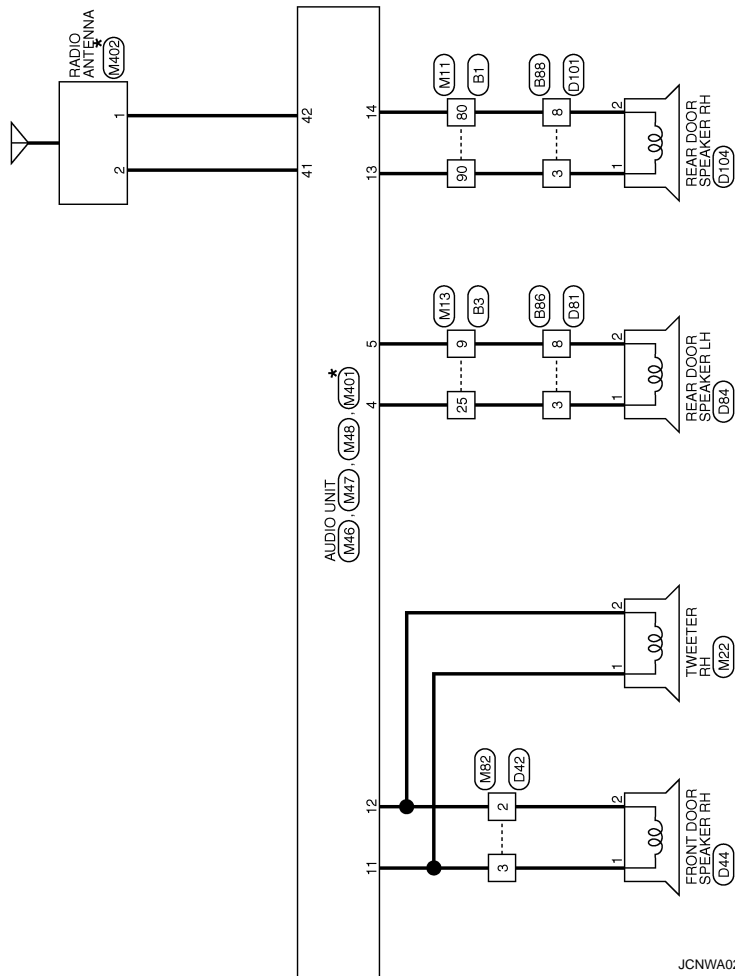 RADIO
ANTENNA
*
M402
1
2
42
41
AUDIO UNIT
M46 , M47 , M48 , M401
*
14
13
5
4
12
11
M11
B1
80
90
B88
D101
8
3
2
1
REAR DOOR
SPEAKER RH
D104
M13
B3
9
25
B86
D81
8
3
2
1
REAR DOOR
SPEAKER LH
D84
2
1
TWEETER
RH
M22
M82
D42
2
3
2
1
FRONT DOOR
SPEAKER RH
D44
JCNWA02